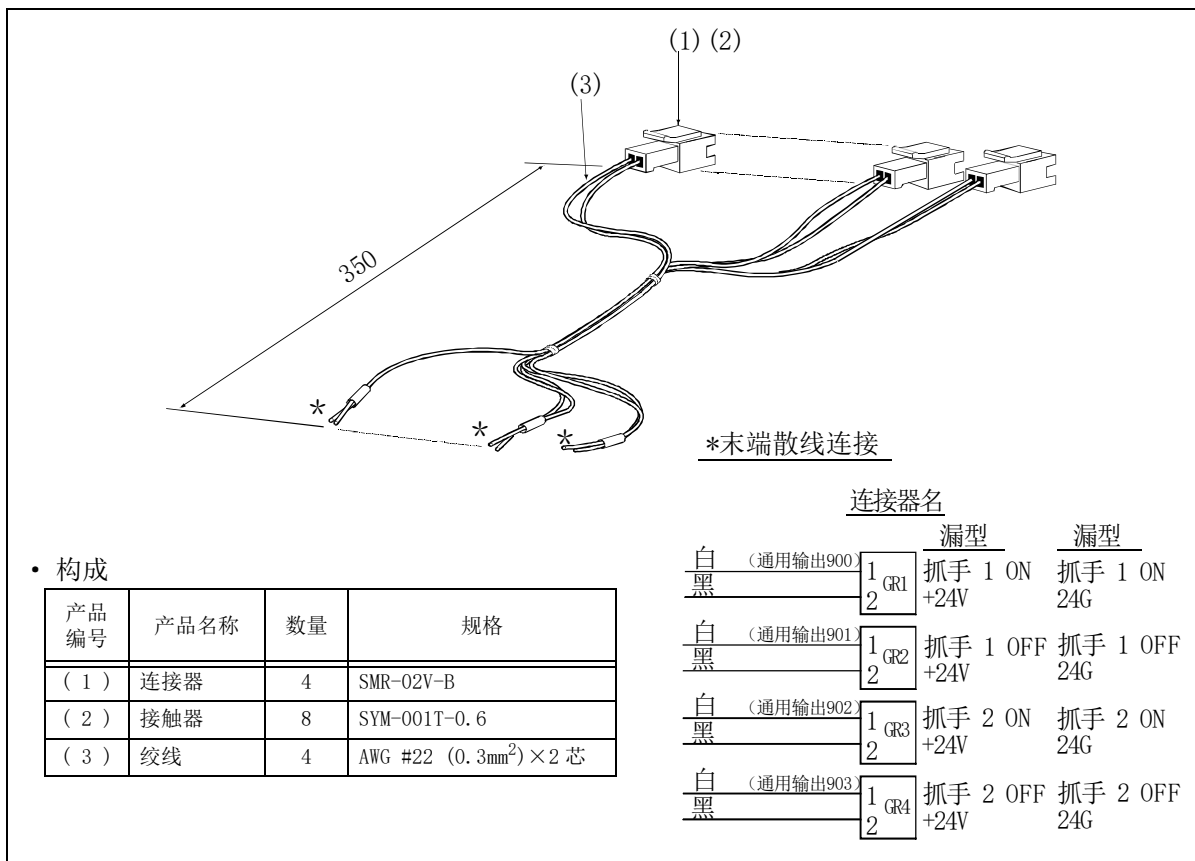 (1) (2)
(3)
350
*
*
*
*末端散线连接
连接器名
漏型 漏型
白 (通用输出900) 1 GR1 抓手 1 ON 抓手 1 ON
黑 2 +24V 24G
白 (通用输出901) 1 GR2 抓手 1 OFF 抓手 1 OFF
黑 2 +24V 24G
白 (通用输出902) 1 GR3 抓手 2 ON 抓手 2 ON
黑 2 +24V 24G
白 (通用输出903) 1 GR4 抓手 2 OFF 抓手 2 OFF
黑 2 +24V 24G
• 构成
产品编号 产品名称 数量 规格
( 1 ) 连接器 4 SMR-02V-B
( 2 ) 接触器 8 SYM-001T-0.6
( 3 ) 绞线 4 AWG #22 (0.3mm²)×2 芯